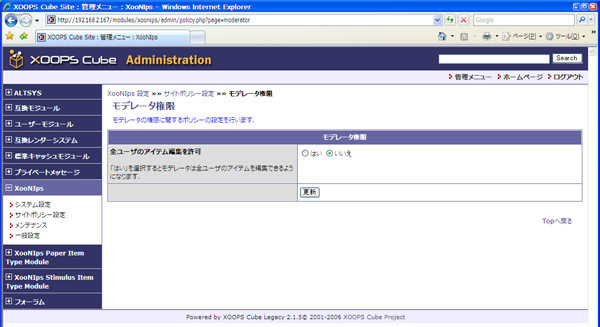 XOOPS Cube Site : 管理メニュー : XooNIps - Windows Internet Explorer
http://192.168.2.167/modules/xoonips/admin/policy.php?page=moderator
Google
XOOPS Cube Site : 管理メニュー : XooNIps
ページ(P)
ツール(O)
XOOPS CUBE Administration
Search
管理メニュー ホームページ ログアウト
ALTSYS
互換モジュール
ユーザーモジュール
互換レンダーシステム
標準キャッシュモジュール
プライベートメッセージ
XooNIps
システム設定
サイトポリシー設定
メンテナンス
一般設定
XooNIps Paper Item
Type Module
XooNIps Stimulus Item
Type Module
フォーラム
XooNIps 設定 »» サイトポリシー設定 »» モデレータ権限
モデレータ権限
モデレータの権限に関するポリシーの設定を行います.
モデレータ権限
全ユーザのアイテム編集を許可
はい いいえ
「はい」を選択するとモデレータは全ユーザのアイテムを編集できるよう
になります.
更新
Topへ戻る
Powered by XOOPS Cube Legacy 2.1.5© 2001-2006 XOOPS Cube Project